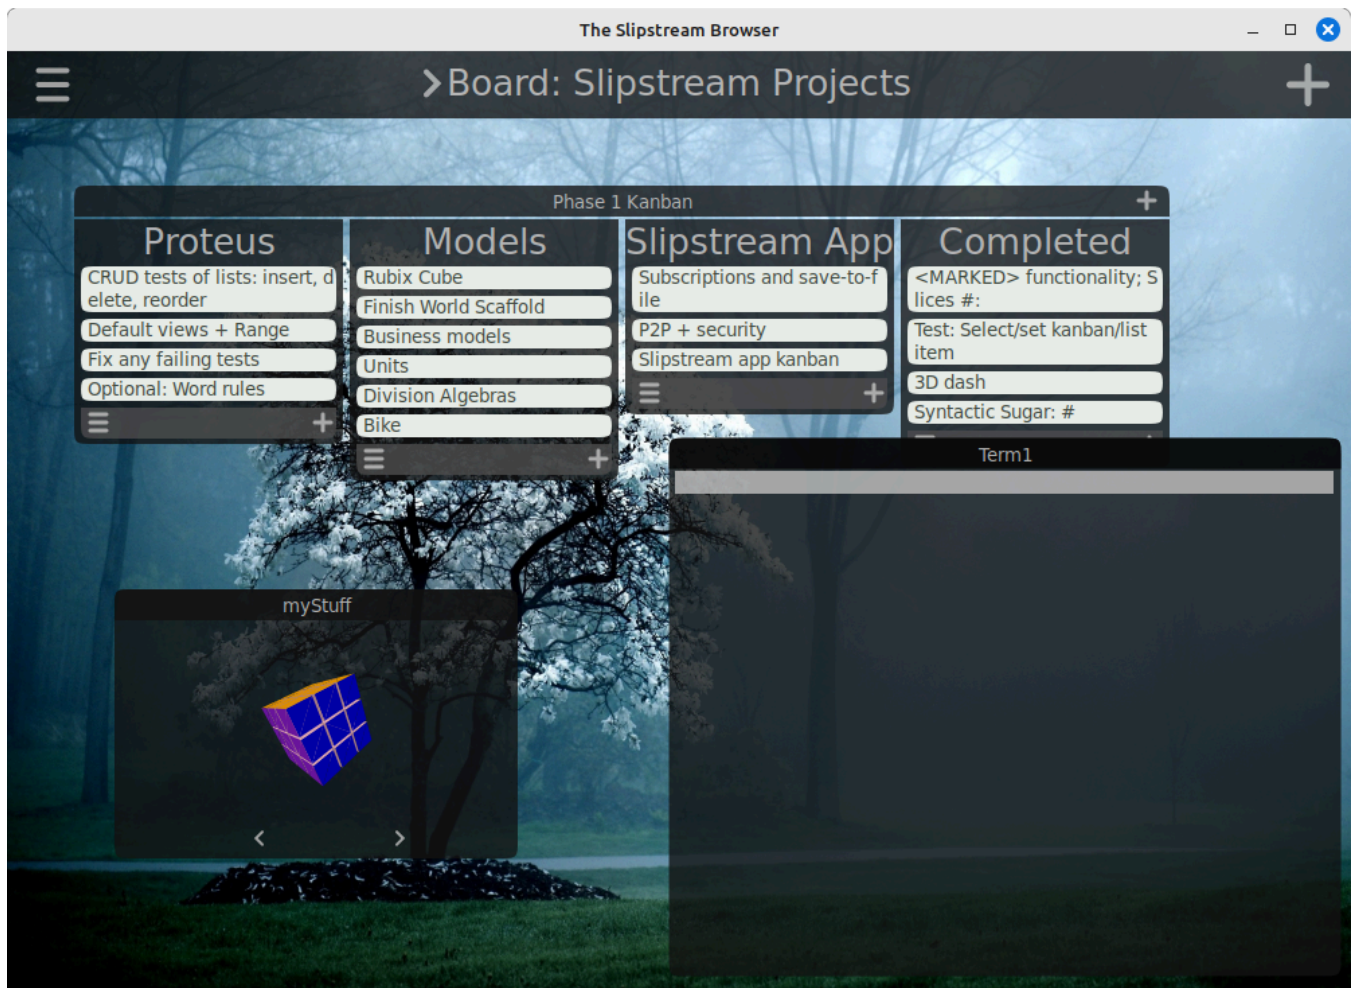 The Slipstream Browser
Board: Slipstream Projects
Phase 1 Kanban
Proteus
CRUD tests of lists: insert, d
elete, reorder
Default views + Range
Fix any failing tests
Optional: Word rules
Models
Rubix Cube
Finish World Scaffold
Business models
Units
Division Algebras
Bike
Slipstream App
Subscriptions and save-to-f
ile
P2P + security
Slipstream app kanban
Completed
<MARKED> functionality; S
lices #:
Test: Select/set kanban/list
item
3D dash
Syntactic Sugar: #
Term1
myStuff